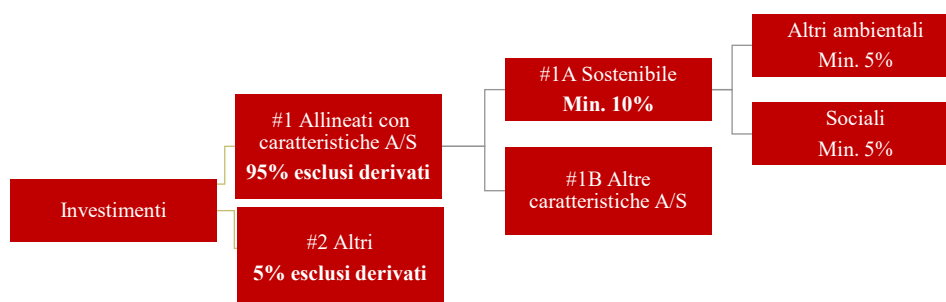 Investimenti
#1 Allineati con
caratteristiche A/S
95% esclusi derivati
#2 Altri
5% esclusi derivati
#1A Sostenibile
Min. 10%
#1B Altre
caratteristiche A/S
Altri ambientali
Min. 5%
Sociali
Min. 5%